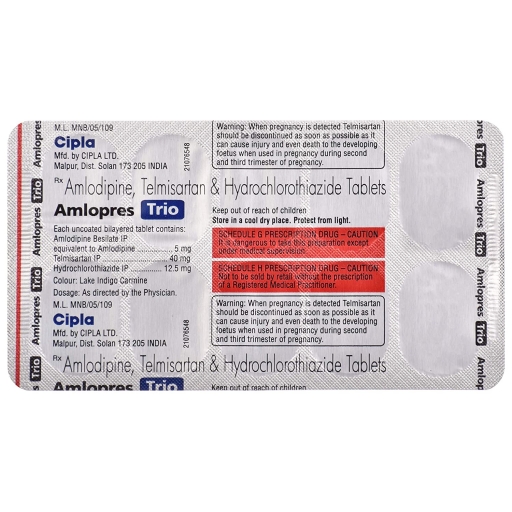 M.L. MNB/05/109
Cipla
Mfd. by CIPLA LTD.
Malpur, Dist. Solan 173 205 INDIA
21076548
Warning: When pregnancy is detected Telmisartan
should be discontinued as soon as possible as it
can cause injury and even death to the developing
foetus when used in pregnancy during second
and third trimester of pregnancy.
Rx Amlodipine, Telmisartan & Hydrochlorothiazide Tablets
Amlopres Trio
Each uncoated bilayered tablet contains:
Amlodipine Besilate IP
equivalent to Amlodipine ............ 5 mg
Telmisartan IP ............ 40 mg
Hydrochlorothiazide IP ............ 12.5 mg
Colour: Lake Indigo Carmine
Dosage: As directed by the Physician.
M.L. MNB/05/109
Cipla
Mfd. by CIPLA LTD.
Malpur, Dist. Solan 173 205 INDIA
21076548
Keep out of reach of children
Store in a cool dry place. Protect from light.
SCHEDULE G PRESCRIPTION DRUG – CAUTION
It is dangerous to take this preparation except
under medical supervision.
SCHEDULE H PRESCRIPTION DRUG – CAUTION
Not to be sold by retail without the prescription
of a Registered Medical Practitioner.
Warning: When pregnancy is detected Telmisartan
should be discontinued as soon as possible as it
can cause injury and even death to the developing
foetus when used in pregnancy during second
and third trimester of pregnancy.
Rx Amlodipine, Telmisartan & Hydrochlorothiazide Tablets
Amlopres Trio
Keep out of reach of children
Amlopres Trio
Amlopres Trio
Amlopres Trio
Amlopres Trio